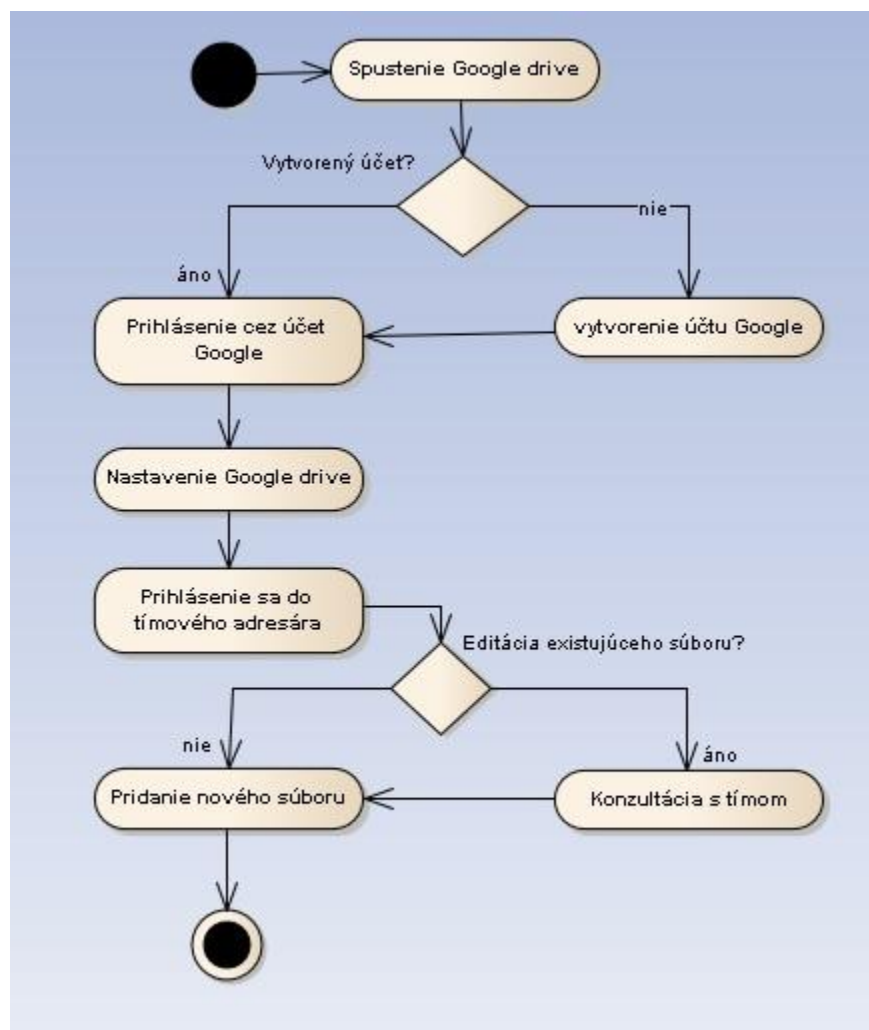 Spustenie Google drive
Vytvorený účeť?
nie
áno
Prihlásenie cez účet
Google
vytvorenie účtu Google
Nastavenie Google drive
Prihlásenie sa do
tímového adresára
Editácia existujúceho súboru?
nie
áno
Pridanie nového súboru
Konzultácia s tímom